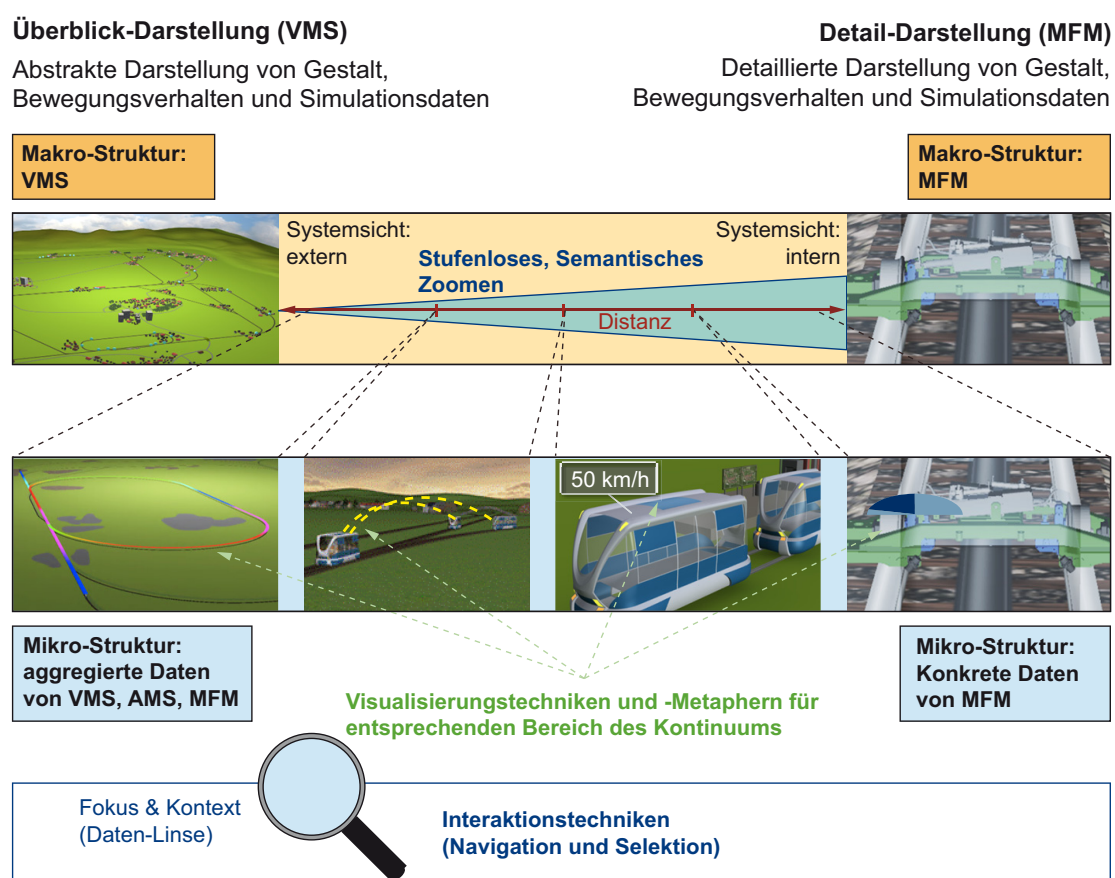 Überblick-Darstellung (VMS)
Abstrakte Darstellung von Gestalt,
Bewegungsverhalten und Simulationsdaten
Detail-Darstellung (MFM)
Detaillierte Darstellung von Gestalt,
Bewegungsverhalten und Simulationsdaten
Makro-Struktur:
VMS
Makro-Struktur:
MFM
Systemsicht:
extern
Stufenloses, Semantisches
Zoomen
Systemsicht:
intern
Distanz
50 km/h
Mikro-Struktur:
aggregierte Daten
von VMS, AMS, MFM
Mikro-Struktur:
Konkrete Daten
von MFM
Visualisierungstechniken und -Metaphern für
entsprechenden Bereich des Kontinuums
Fokus & Kontext
(Daten-Linse)
Interaktionstechniken
(Navigation und Selektion)